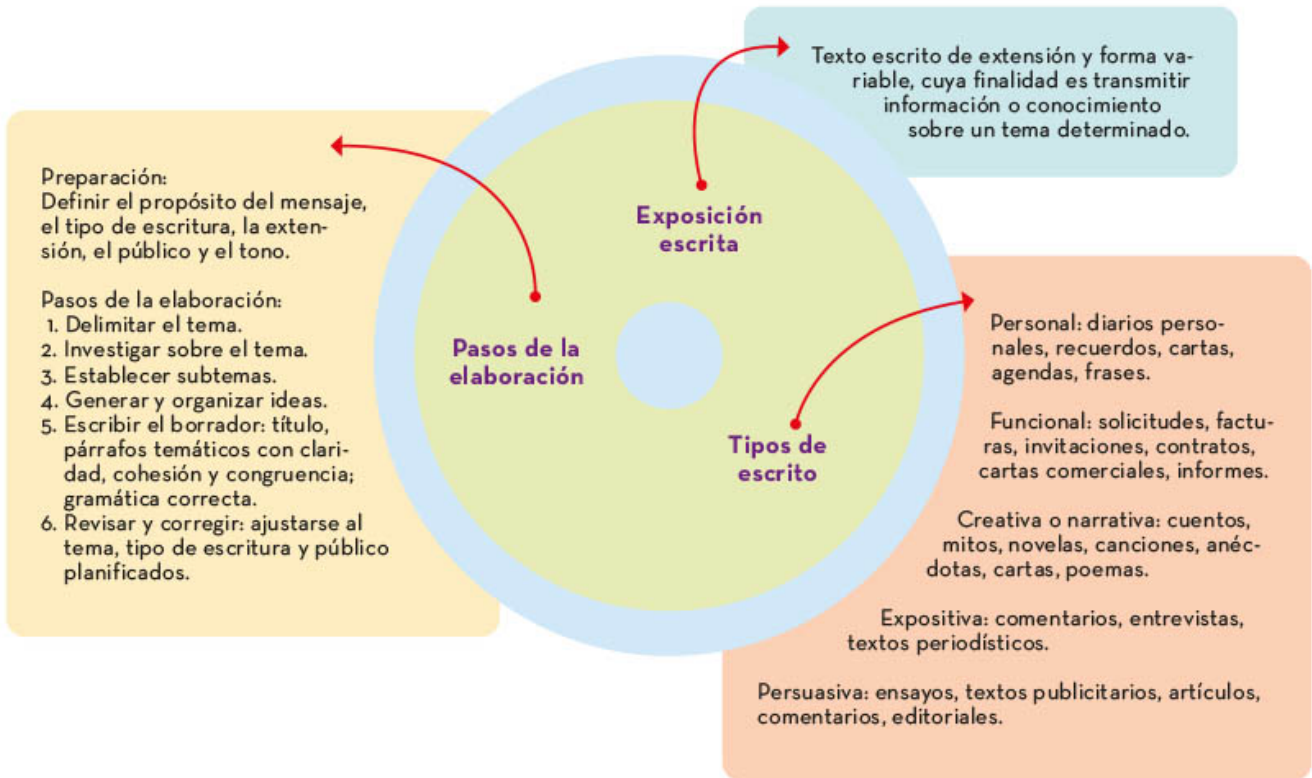 Texto escrito de extensión y forma va-
riable, cuya finalidad es transmitir
información o conocimiento
sobre un tema determinado.
Exposición
escrita
Preparación:
Definir el propósito del mensaje,
el tipo de escritura, la exten-
sión, el público y el tono.
Pasos de la elaboración:
1. Delimitar el tema.
2. Investigar sobre el tema.
3. Establecer subtemas.
4. Generar y organizar ideas.
5. Escribir el borrador: título,
párrafos temáticos con clari-
dad, cohesión y congruencia;
gramática correcta.
6. Revisar y corregir: ajustarse al
tema, tipo de escritura y público
planificados.
Pasos de la
elaboración
Tipos de
escrito
Personal: diarios perso-
nales, recuerdos, cartas,
agendas, frases.
Funcional: solicitudes, factu-
ras, invitaciones, contratos,
cartas comerciales, informes.
Creativa o narrativa: cuentos,
mitos, novelas, canciones, anéc-
dotas, cartas, poemas.
Expositiva: comentarios, entrevistas,
textos periodísticos.
Persuasiva: ensayos, textos publicitarios, artículos,
comentarios, editoriales.